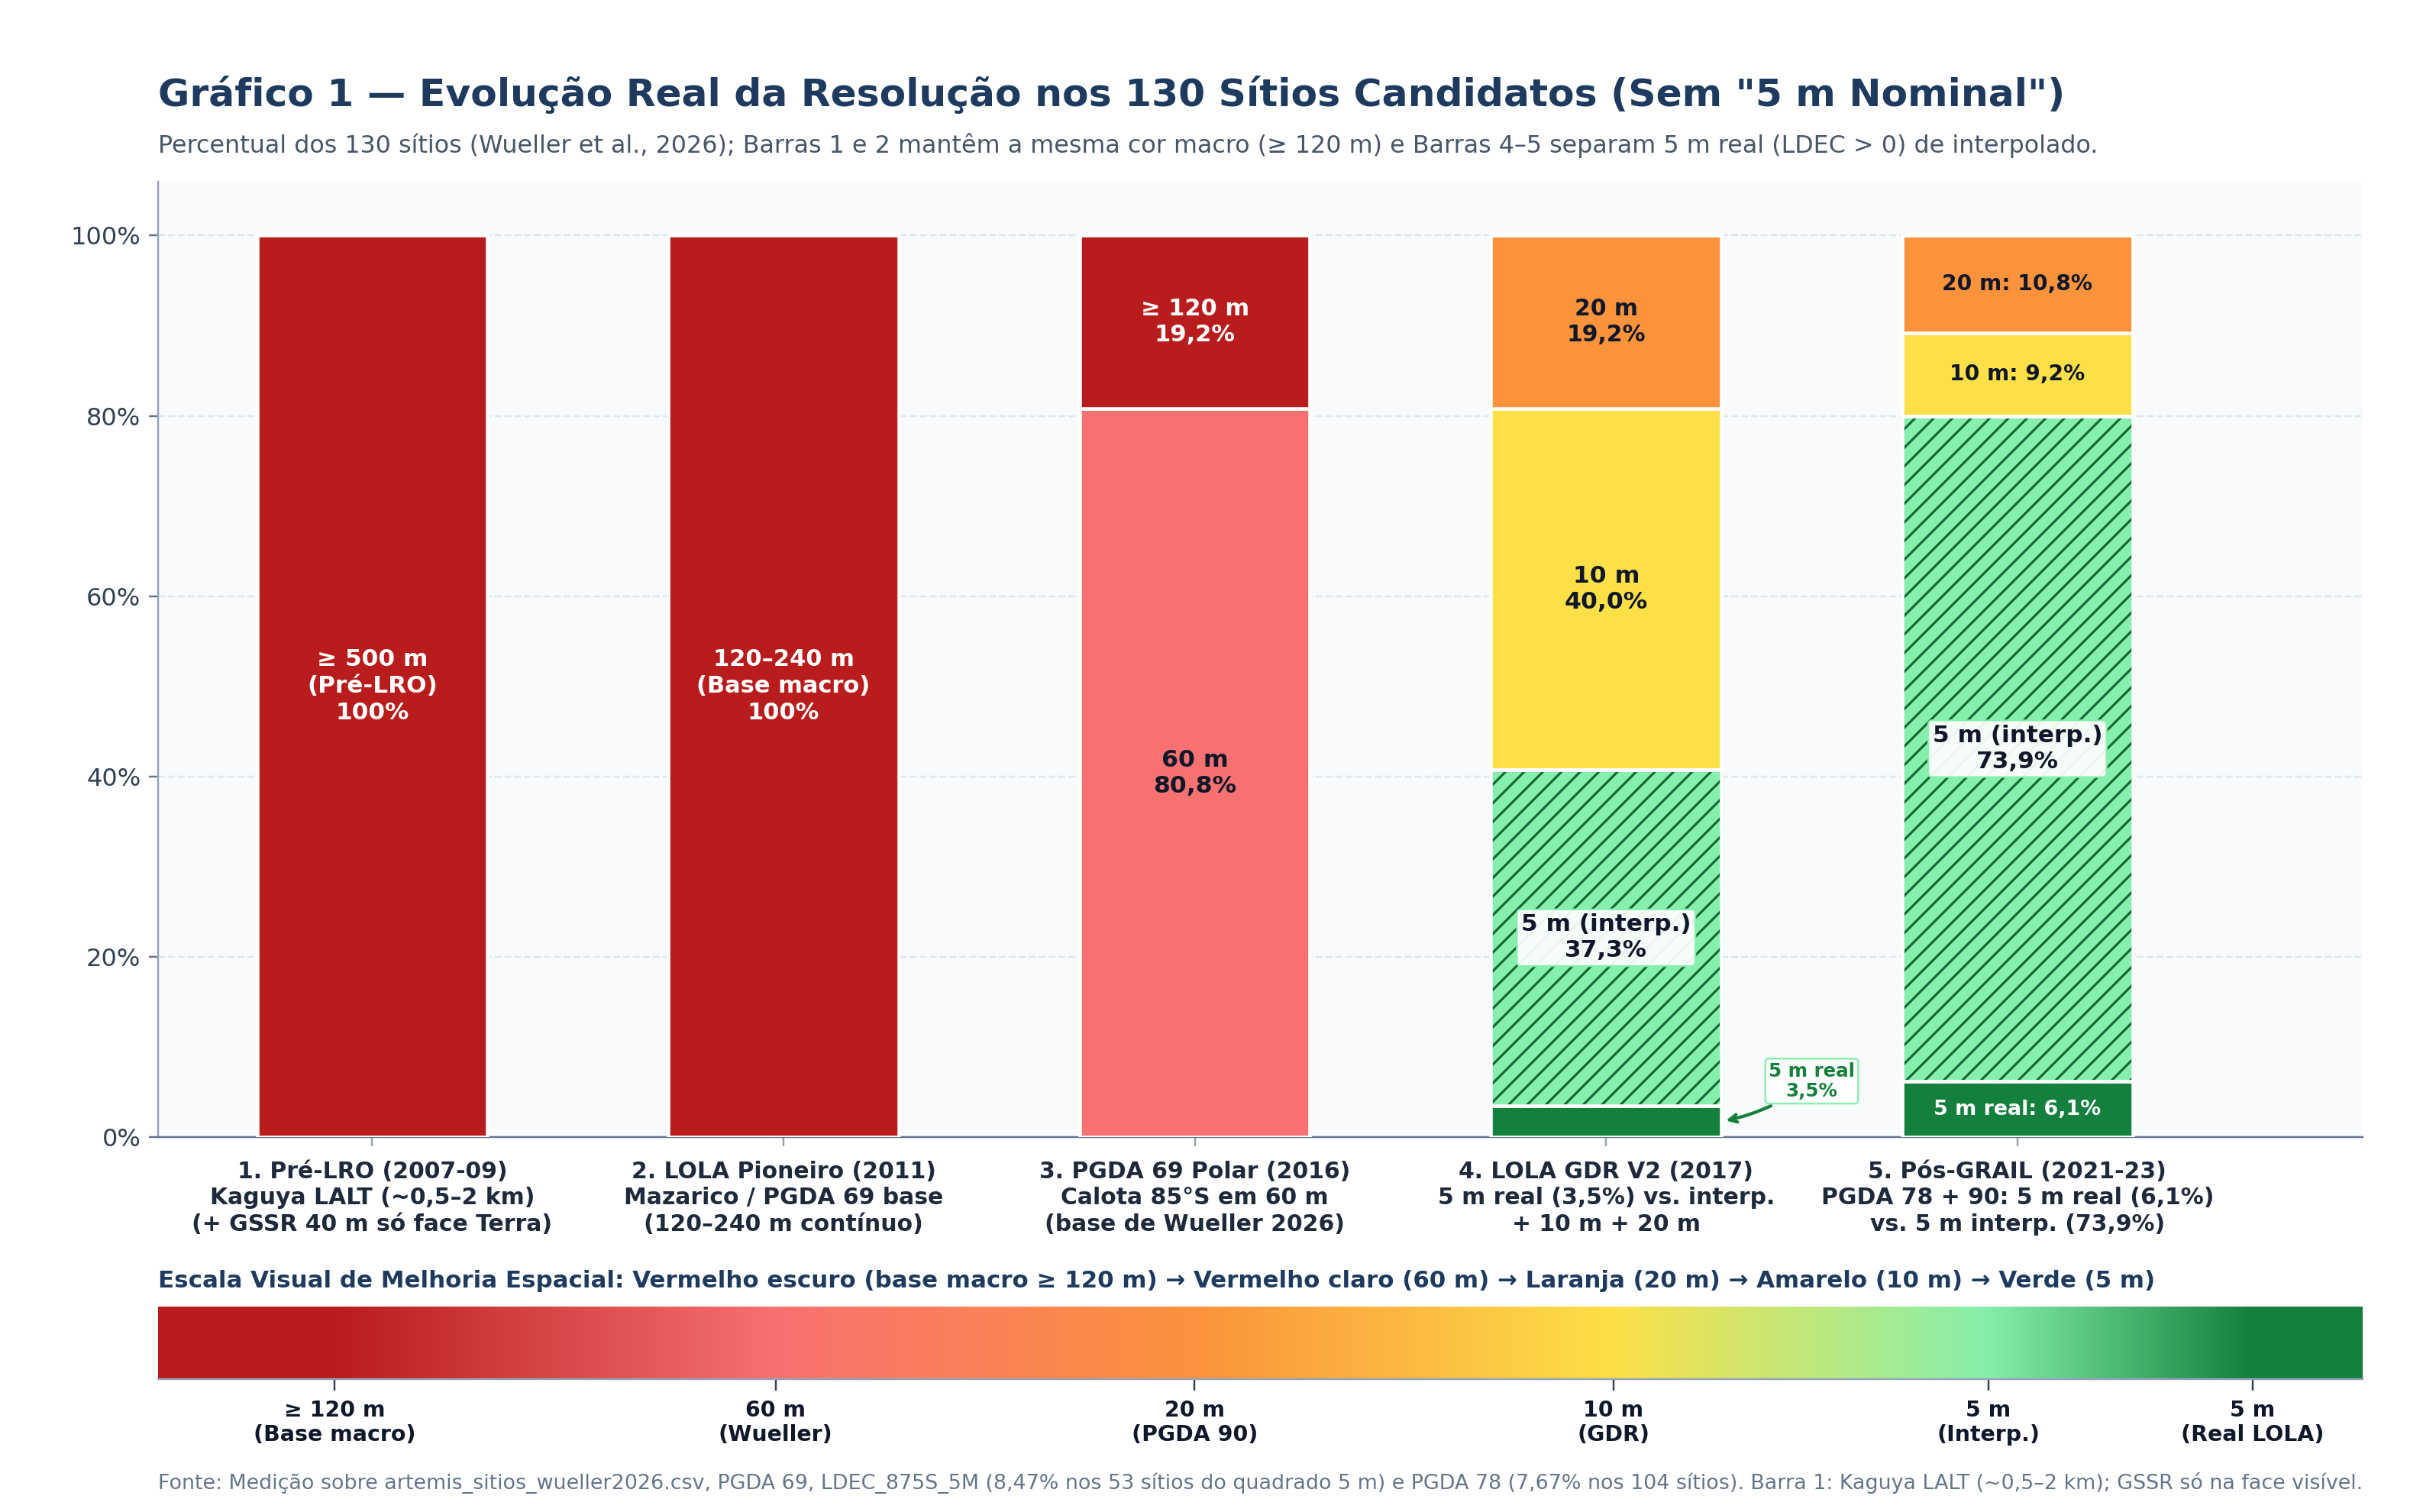 Gráfico 1 — Evolução Real da Resolução nos 130 Sítios Candidatos (Sem "5 m Nominal")
Percentual dos 130 sítios (Wueller et al., 2026); Barras 1 e 2 mantêm a mesma cor macro (≥ 120 m) e Barras 4–5 separam 5 m real (LDEC > 0) de interpolado.
100%
80%
60%
40%
20%
0%
≥ 500 m
(Pré-LRO)
100%
120–240 m
(Base macro)
100%
≥ 120 m
19,2%
60 m
80,8%
20 m
19,2%
10 m
40,0%
5 m (interp.)
37,3%
5 m real
3,5%
20 m: 10,8%
10 m: 9,2%
5 m (interp.)
73,9%
5 m real: 6,1%
1. Pré-LRO (2007-09)
Kaguya LALT (~0,5–2 km)
(+ GSSR 40 m só face Terra)
2. LOLA Pioneiro (2011)
Mazarico / PGDA 69 base
(120–240 m contínuo)
3. PGDA 69 Polar (2016)
Calota 85°S em 60 m
(base de Wueller 2026)
4. LOLA GDR V2 (2017)
5 m real (3,5%) vs. interp.
+ 10 m + 20 m
5. Pós-GRAIL (2021-23)
PGDA 78 + 90: 5 m real (6,1%)
vs. 5 m interp. (73,9%)
Escala Visual de Melhoria Espacial: Vermelho escuro (base macro ≥ 120 m) → Vermelho claro (60 m) → Laranja (20 m) → Amarelo (10 m) → Verde (5 m)
≥ 120 m
(Base macro)
60 m
(Wueller)
20 m
(PGDA 90)
10 m
(GDR)
5 m
(Interp.)
5 m
(Real LOLA)
Fonte: Medição sobre artemis_sitios_wueller2026.csv, PGDA 69, LDEC_875S_5M (8,47% nos 53 sítios do quadrado 5 m) e PGDA 78 (7,67% nos 104 sítios). Barra 1: Kaguya LALT (~0,5–2 km); GSSR só na face visível.